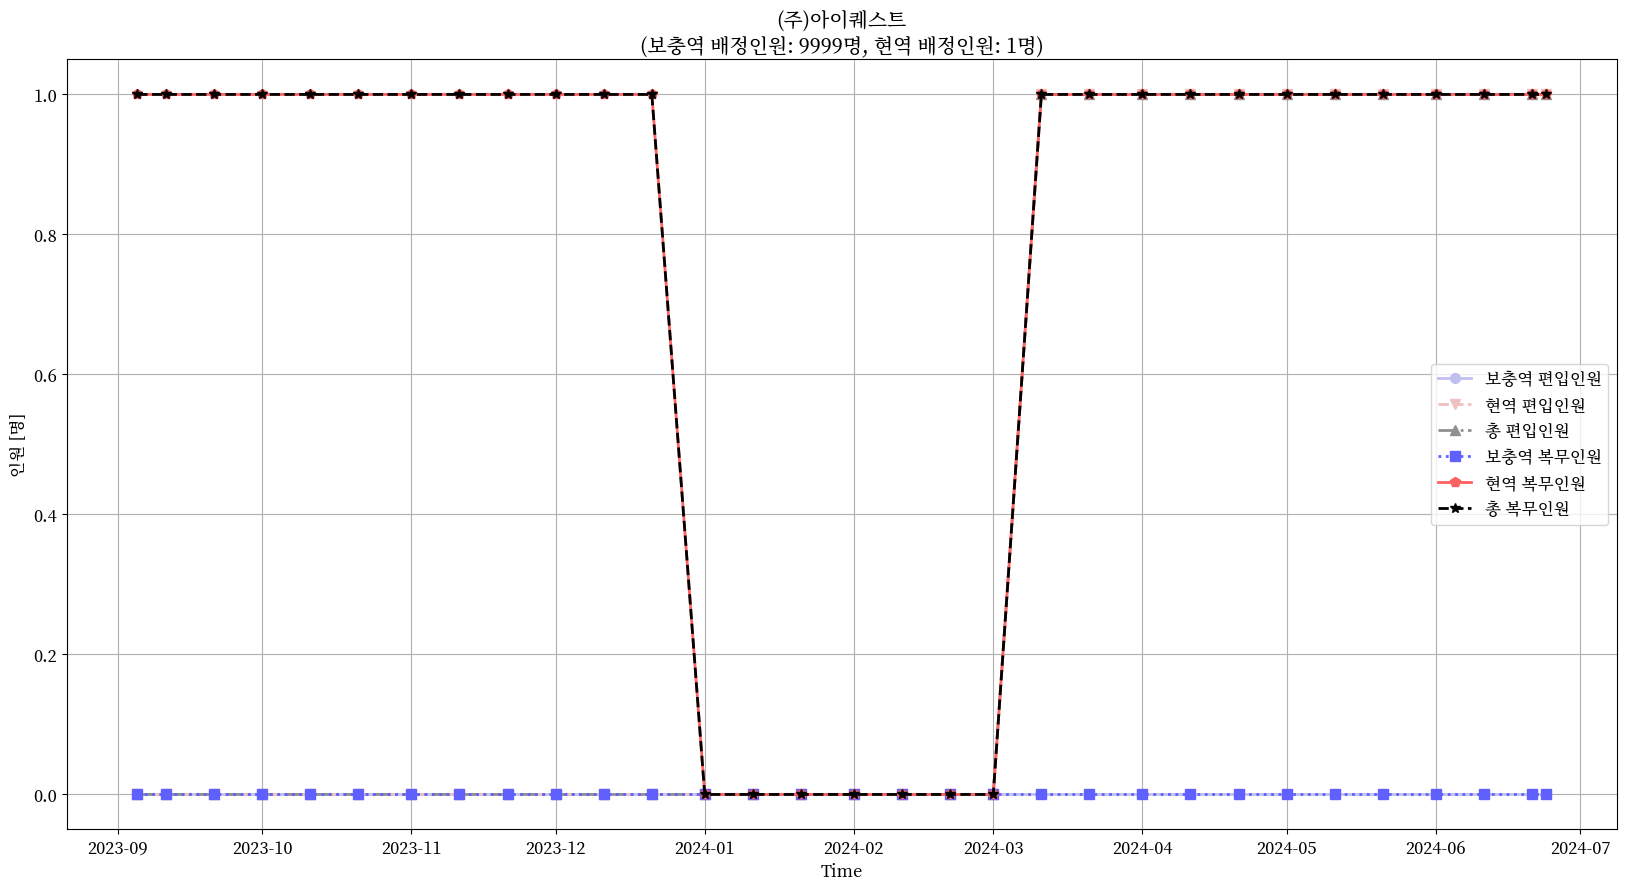 (주)아이퀘스트
(보충역 배정인원: 9999명, 현역 배정인원: 1명)
인원 [명]
1.0
0.8
0.6
0.4
0.2
0.0
보충역 편입인원
현역 편입인원
총 편입인원
보충역 복무인원
현역 복무인원
총 복무인원
2023-09 2023-10 2023-11 2023-12 2024-01 2024-02 2024-03 2024-04 2024-05 2024-06 2024-07
Time